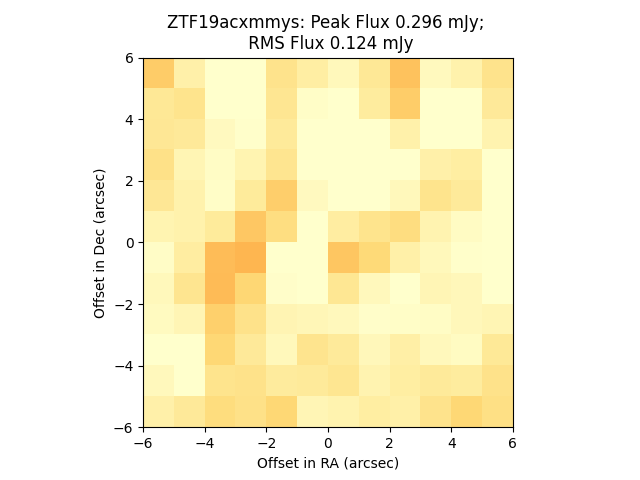 ZTF19acxmmys: Peak Flux 0.296 mJy;
RMS Flux 0.124 mJy
6
4
2
0
−2
−4
−6
Offset in Dec (arcsec)
−6 −4 −2 0 2 4 6
Offset in RA (arcsec)